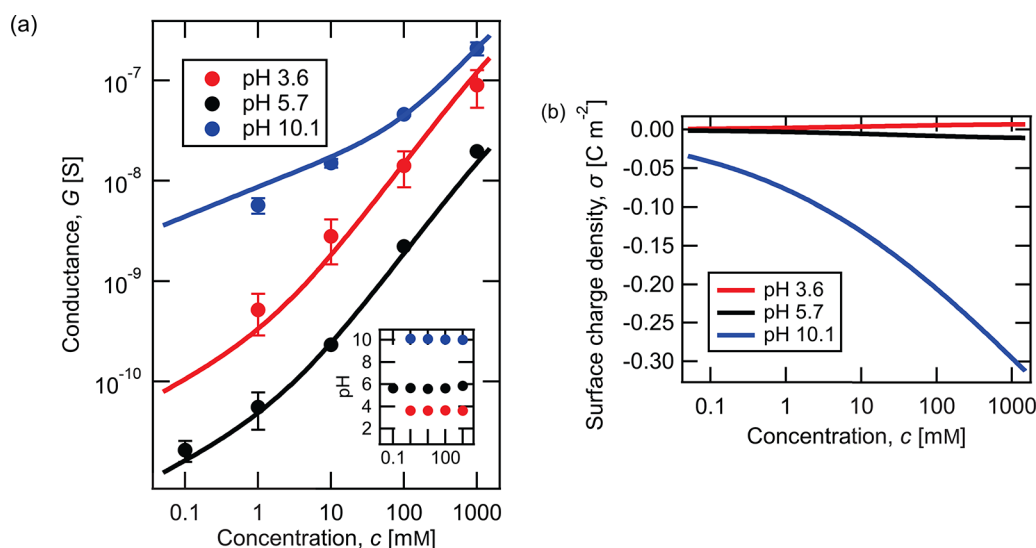 (a)
Conductance, G [S]
10^-7
10^-8
10^-9
10^-10
pH 3.6
pH 5.7
pH 10.1
pH
10
8
6
4
2
0.1
100
0.1
1
10
100
1000
Concentration, c [mM]
(b)
Surface charge density, σ [C m^-2]
0.00
-0.05
-0.10
-0.15
-0.20
-0.25
-0.30
pH 3.6
pH 5.7
pH 10.1
0.1
1
10
100
1000
Concentration, c [mM]